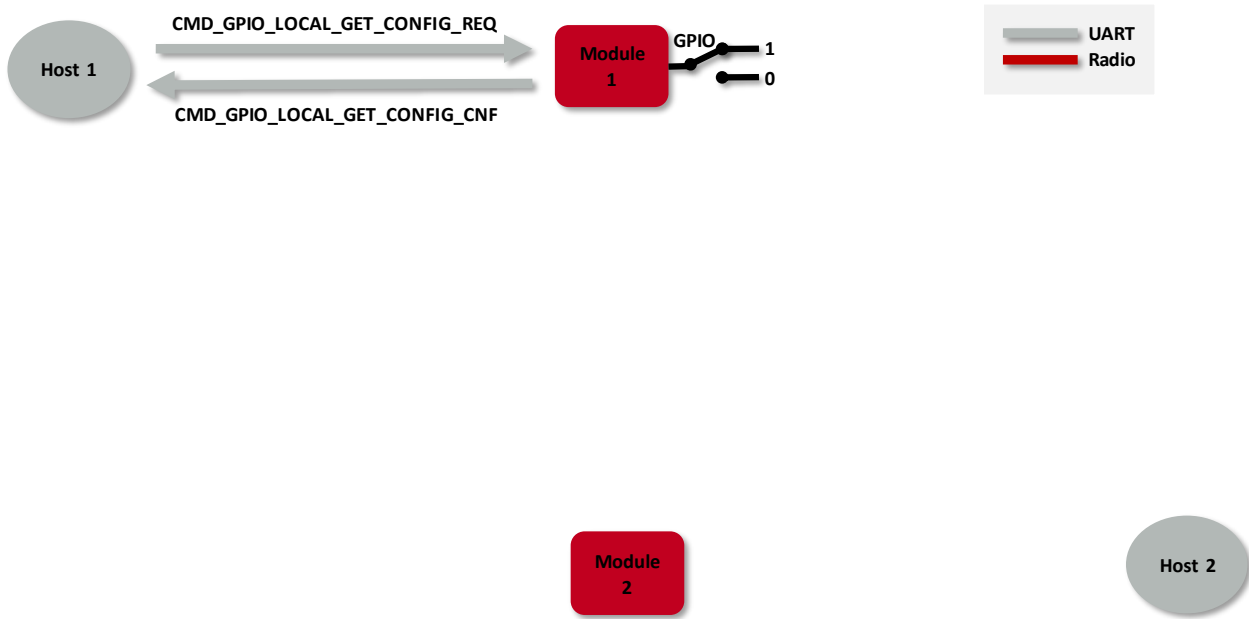 CMD_GPIO_LOCAL_GET_CONFIG_REQ
Host 1
CMD_GPIO_LOCAL_GET_CONFIG_CNF
Module
1
GPIO
1
0
UART
Radio
Module
2
Host 2